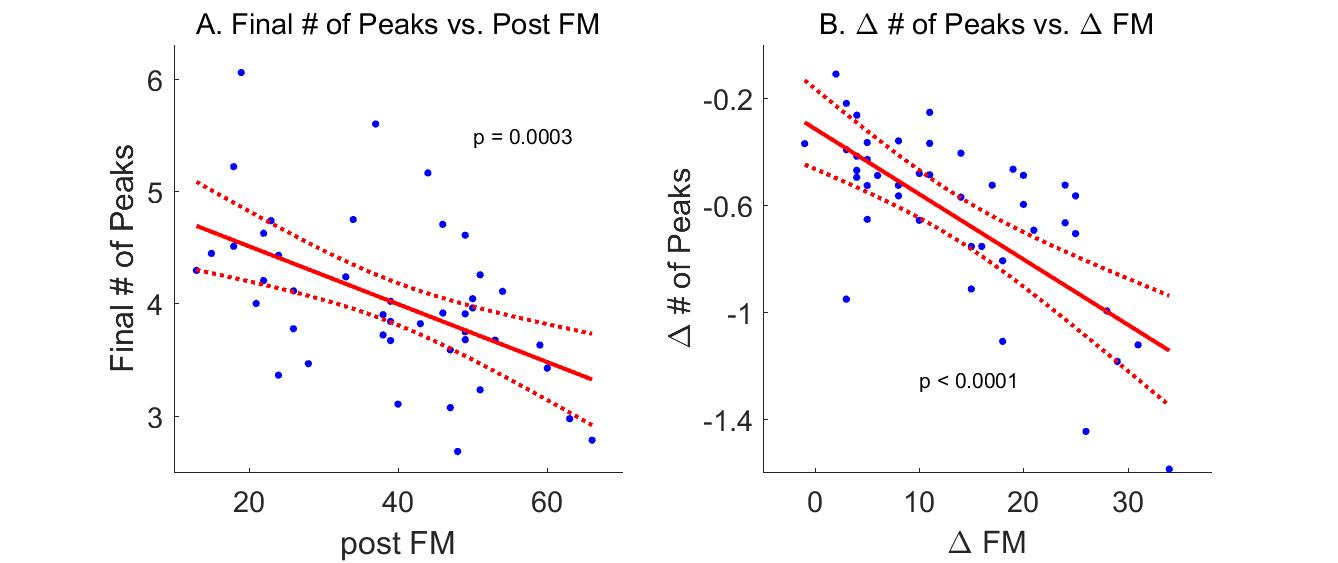 A. Final # of Peaks vs. Post FM
Final # of Peaks
6
5
4
3
p = 0.0003
20
40
60
post FM
B. Δ # of Peaks vs. Δ FM
Δ # of Peaks
-0.2
-0.6
-1
-1.4
p < 0.0001
0
10
20
30
Δ FM